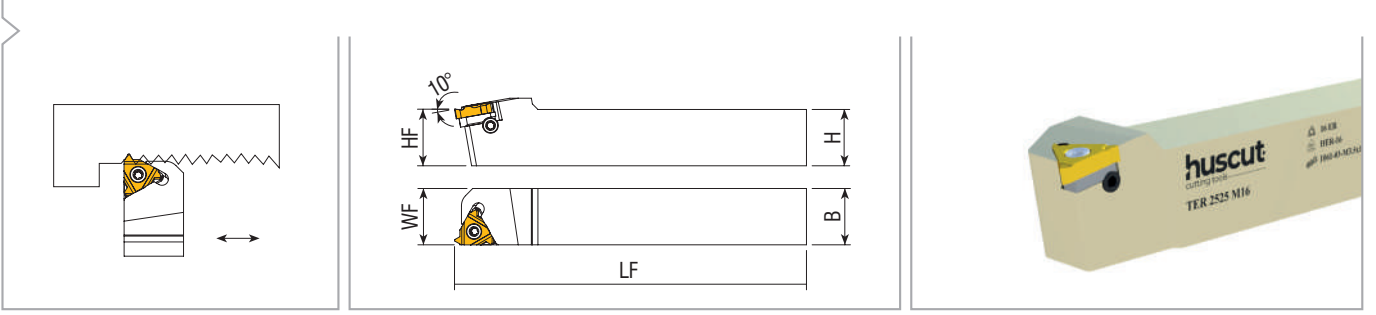 10°
HF
H
WF
B
LF
huscut
cutting tools
TER 2525 M16
16 ER
HER-16